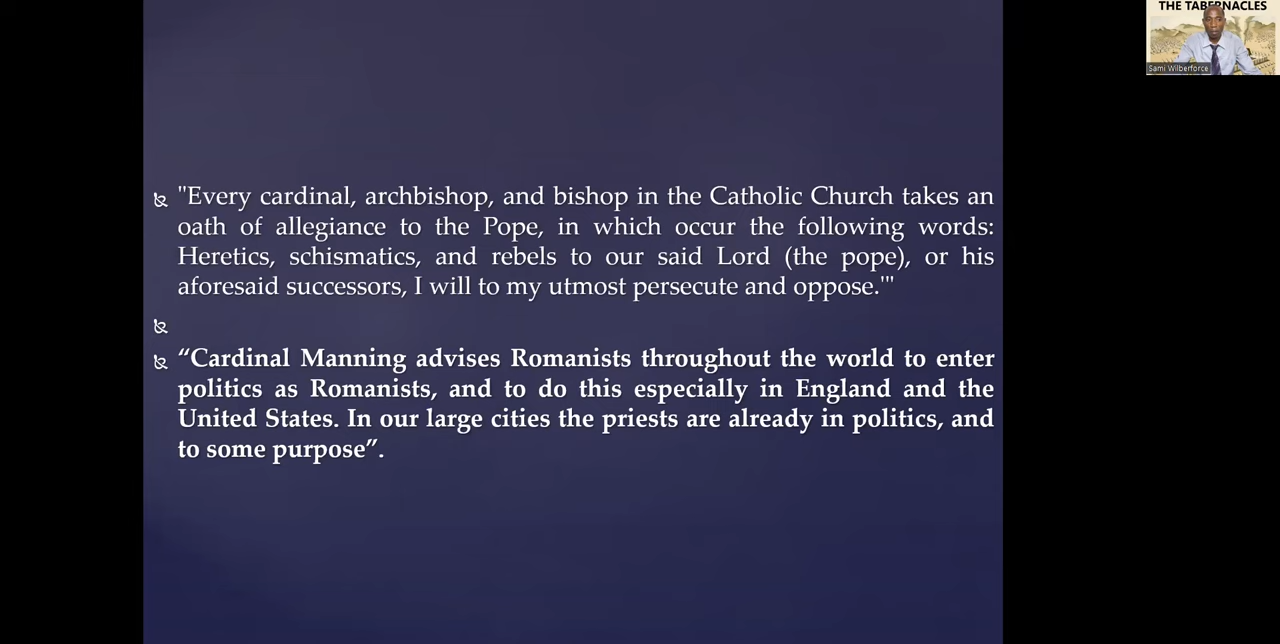 THE TABERNACLES
Sami Wilberforce
"Every cardinal, archbishop, and bishop in the Catholic Church takes an
oath of allegiance to the Pope, in which occur the following words:
Heretics, schismatics, and rebels to our said Lord (the pope), or his
aforesaid successors, I will to my utmost persecute and oppose.'"
“Cardinal Manning advises Romanists throughout the world to enter
politics as Romanists, and to do this especially in England and the
United States. In our large cities the priests are already in politics, and
to some purpose”.